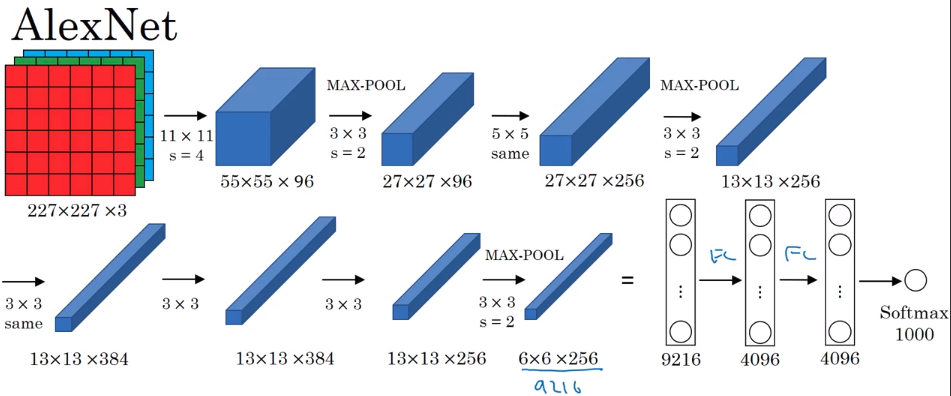 AlexNet
227×227 ×3
11 × 11
s = 4
55×55 × 96
MAX-POOL
3 × 3
s = 2
27×27 ×96
5 × 5
same
27×27 ×256
MAX-POOL
3 × 3
s = 2
13×13 ×256
3 × 3
same
13×13 ×384
3 × 3
13×13 ×384
3 × 3
13×13 ×256
MAX-POOL
3 × 3
s = 2
6×6 ×256
9216
=
9216
FC
4096
FC
4096
Softmax
1000